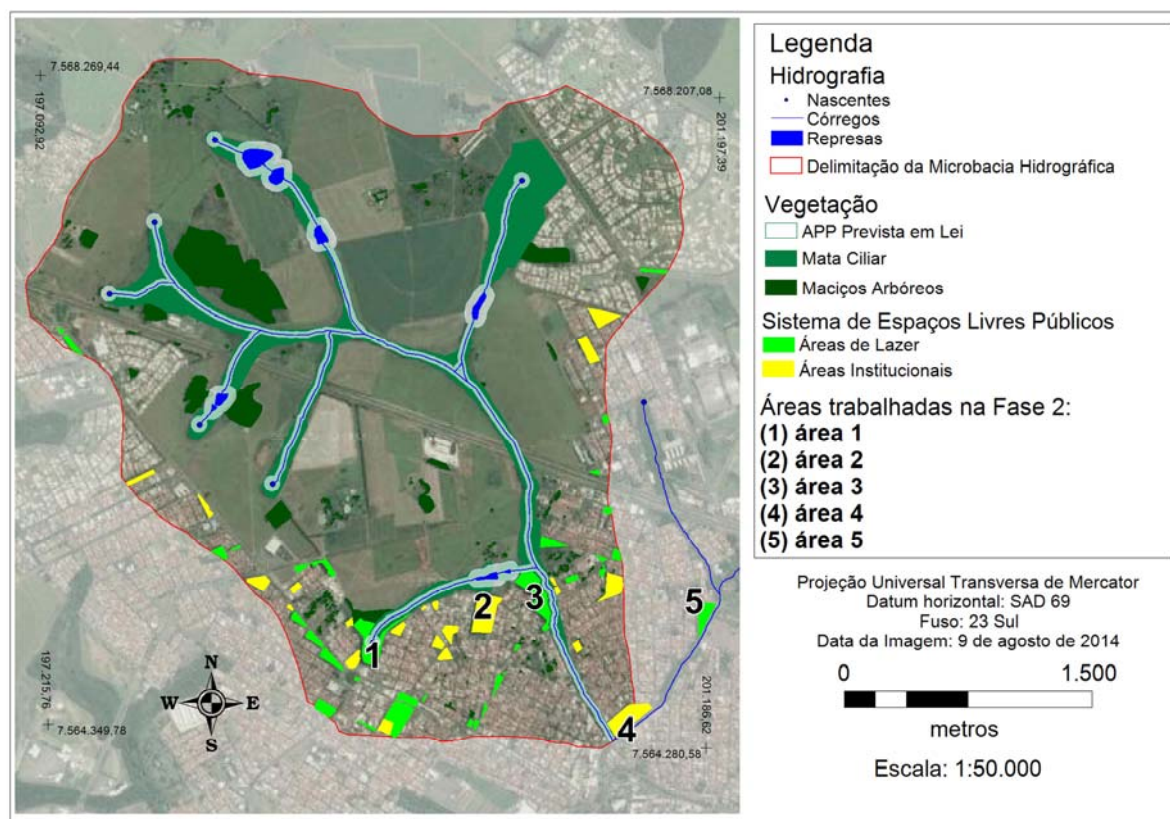 7.568.269,44
197.092,92
7.568.207,08
201.197,39
1
2
3
4
5
N
W
E
S
197.215,76
7.564.349,78
201.186,62
7.564.280,58
Legenda
Hidrografia
Nascentes
Córregos
Represas
Delimitação da Microbacia Hidrográfica
Vegetação
APP Prevista em Lei
Mata Ciliar
Maciços Arbóreos
Sistema de Espaços Livres Públicos
Áreas de Lazer
Áreas Institucionais
Áreas trabalhadas na Fase 2:
(1) área 1
(2) área 2
(3) área 3
(4) área 4
(5) área 5
Projeção Universal Transversa de Mercator
Datum horizontal: SAD 69
Fuso: 23 Sul
Data da Imagem: 9 de agosto de 2014
0 1.500
metros
Escala: 1:50.000